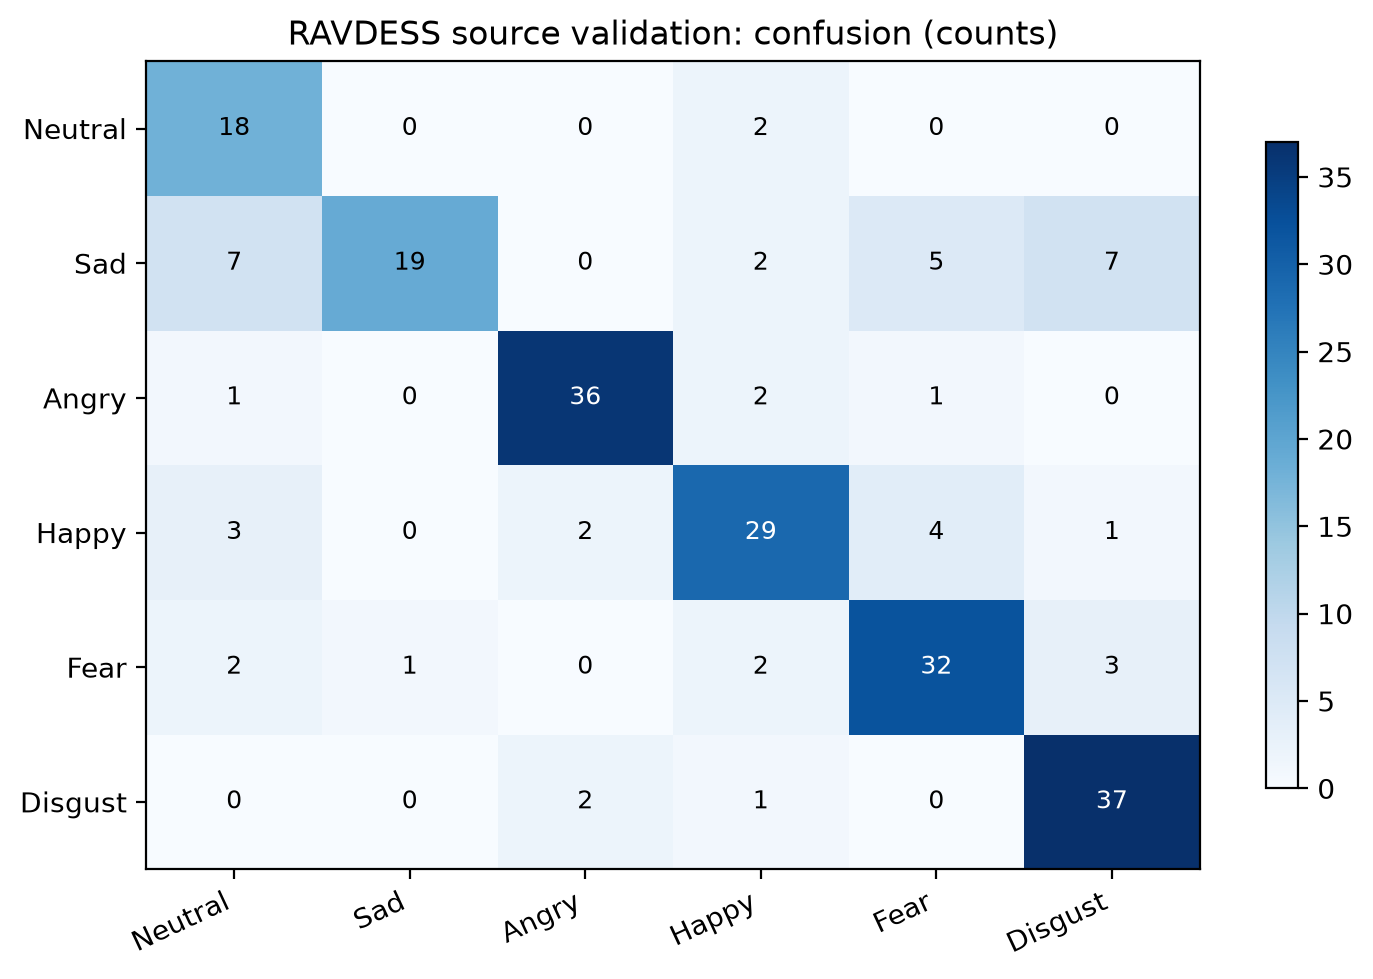 RAVDESS source validation: confusion (counts)
Neutral 18 0 0 2 0 0
Sad 7 19 0 2 5 7
Angry 1 0 36 2 1 0
Happy 3 0 2 29 4 1
Fear 2 1 0 2 32 3
Disgust 0 0 2 1 0 37
Neutral Sad Angry Happy Fear Disgust
35
30
25
20
15
10
5
0